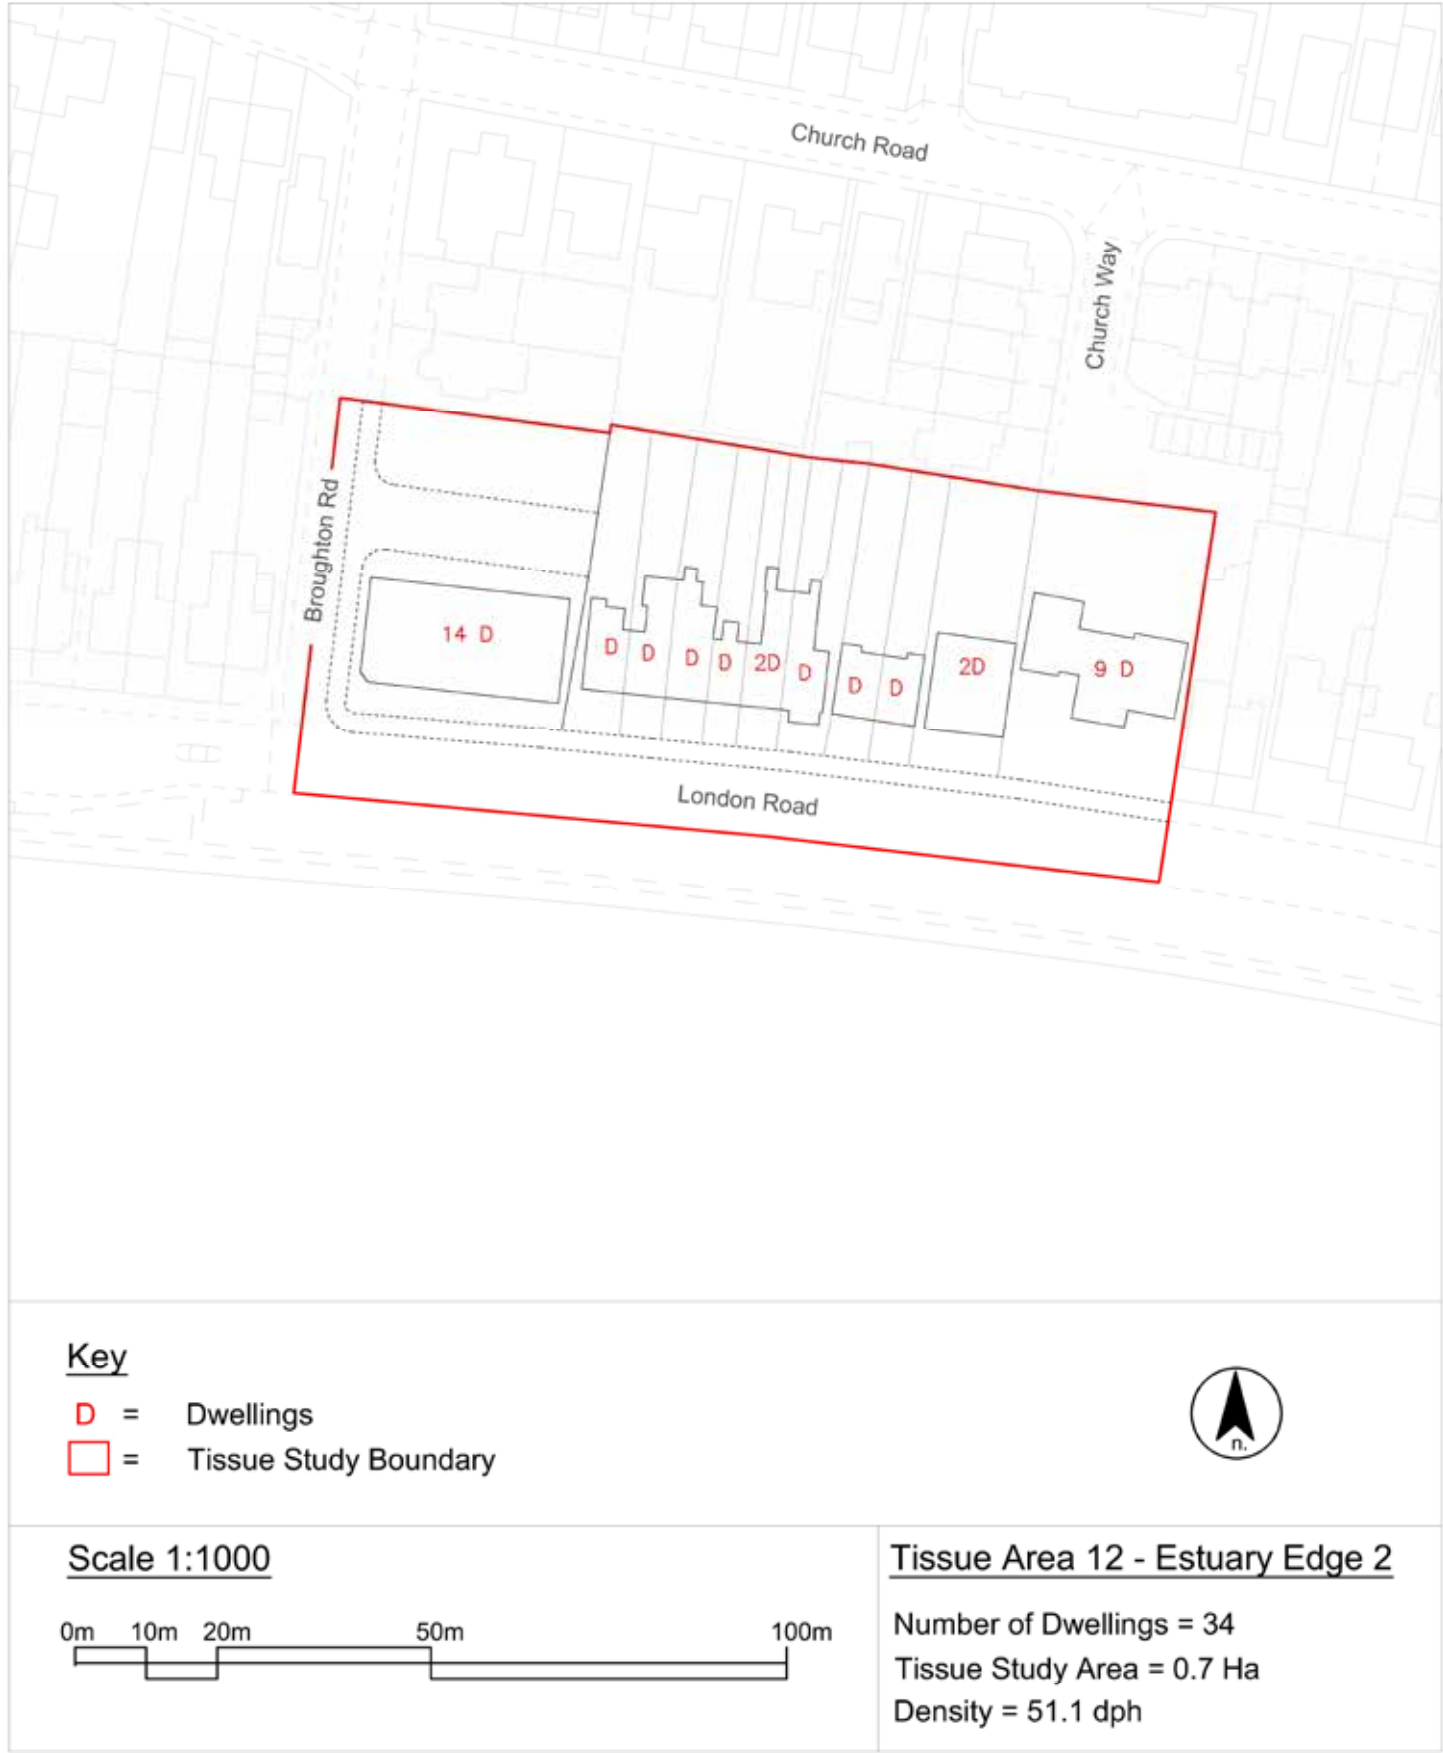 Church Road
Church Way
Broughton Rd
14 D
D
D
D
D
2D
D
D
D
2D
9 D
London Road
Key
D = Dwellings
= Tissue Study Boundary
n.
Scale 1:1000
0m 10m 20m 50m 100m
Tissue Area 12 - Estuary Edge 2
Number of Dwellings = 34
Tissue Study Area = 0.7 Ha
Density = 51.1 dph